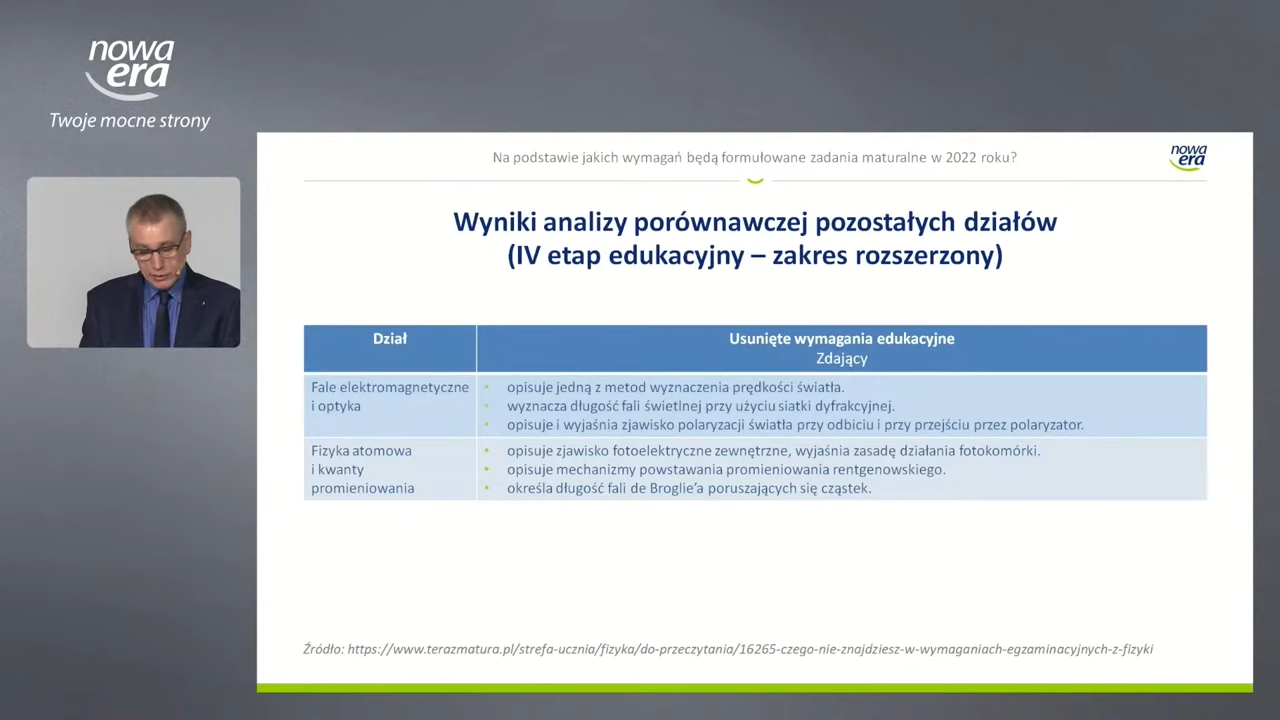 nowa
era
Twoje mocne strony
Na podstawie jakich wymagań będą formułowane zadania maturalne w 2022 roku?
nowa
era
Wyniki analizy porównawczej pozostałych działów
(IV etap edukacyjny – zakres rozszerzony)
Dział
Usunięte wymagania edukacyjne
Zdający
Fale elektromagnetyczne
i optyka
• opisuje jedną z metod wyznaczenia prędkości światła.
• wyznacza długość fali świetlnej przy użyciu siatki dyfrakcyjnej.
• opisuje i wyjaśnia zjawisko polaryzacji światła przy odbiciu i przy przejściu przez polaryzator.
Fizyka atomowa
i kwanty
promieniowania
• opisuje zjawisko fotoelektryczne zewnętrzne, wyjaśnia zasadę działania fotokomórki.
• opisuje mechanizmy powstawania promieniowania rentgenowskiego.
• określa długość fali de Broglie’a poruszających się cząstek.
Źródło: https://www.terazmatura.pl/strefa-ucznia/fizyka/do-przeczytania/16265-czego-nie-znajdziesz-w-wymaganiach-egzaminacyjnych-z-fizyki